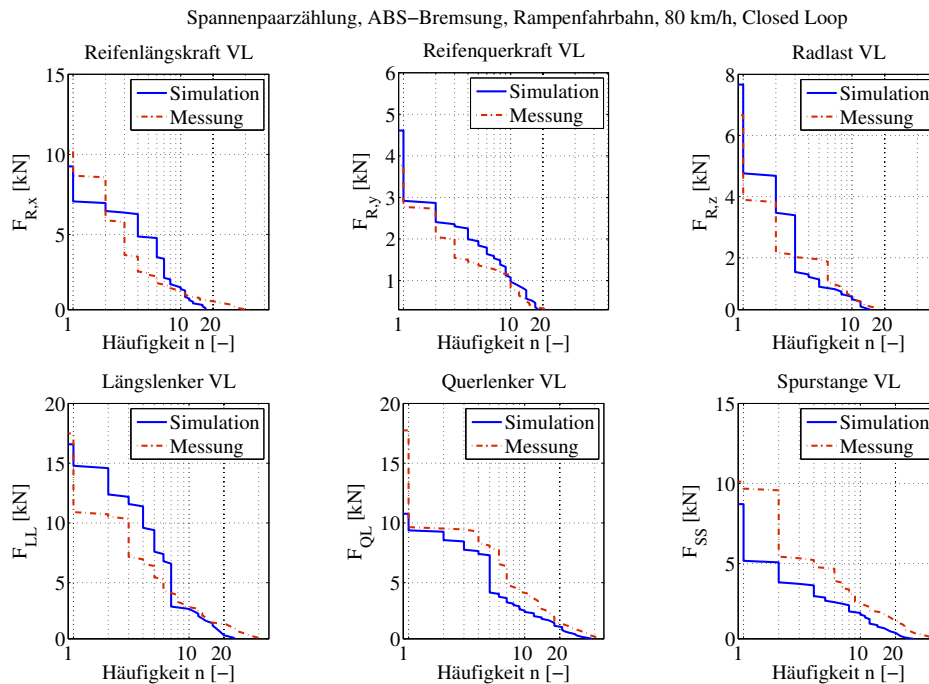 Spannenpaarzählung, ABS−Bremsung, Rampenfahrbahn, 80 km/h, Closed Loop
Reifenlängskraft VL
Reifenquerkraft VL
Radlast VL
15
10
5
0
F_R,x [kN]
Simulation
Messung
1
10
20
Häufigkeit n [−]
6
5
4
3
2
1
F_R,y [kN]
Simulation
Messung
1
10
20
Häufigkeit n [−]
8
6
4
2
0
F_R,z [kN]
Simulation
Messung
1
10
20
Häufigkeit n [−]
Längslenker VL
Querlenker VL
Spurstange VL
20
15
10
5
0
F_LL [kN]
Simulation
Messung
1
10
20
Häufigkeit n [−]
20
15
10
5
0
F_QL [kN]
Simulation
Messung
1
10
20
Häufigkeit n [−]
15
10
5
0
F_SS [kN]
Simulation
Messung
1
10
20
Häufigkeit n [−]